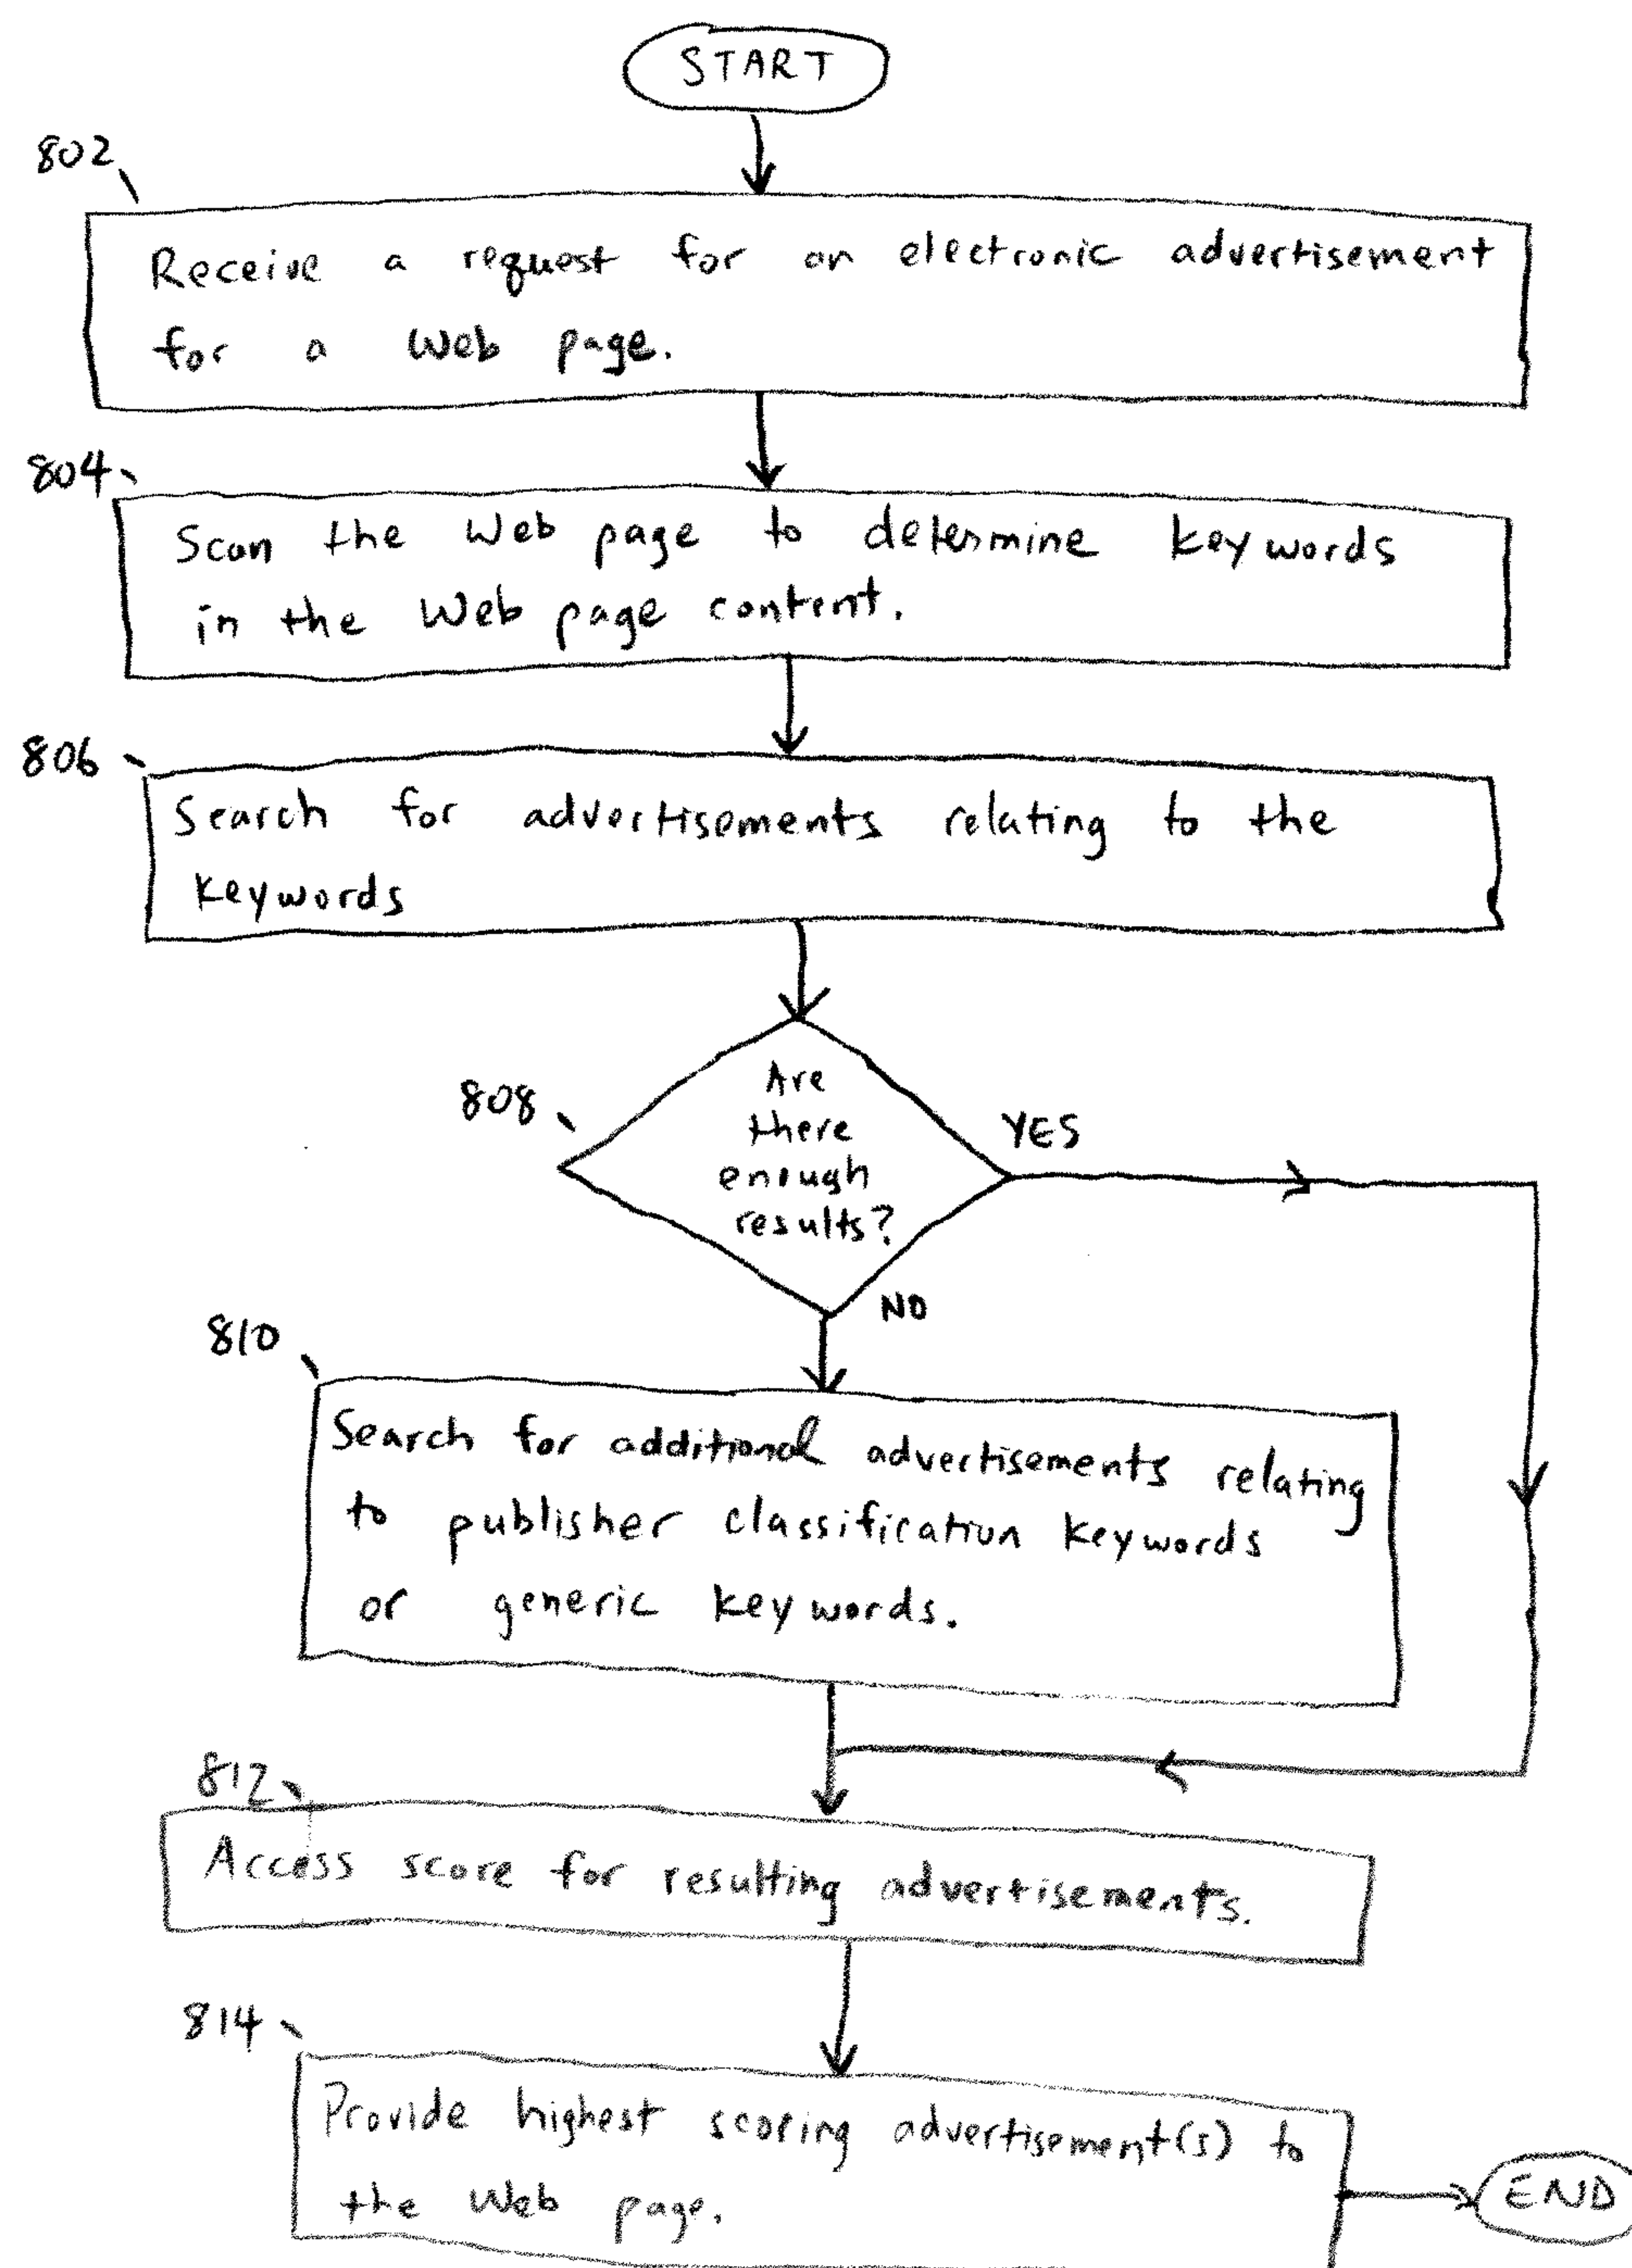 START
802
Receive a request for an electronic advertisement
for a Web page.
804
Scan the Web page to determine keywords
in the Web page content.
806
Search for advertisements relating to the
keywords
808
Are
there
enough
results?
YES
NO
810
Search for additional advertisements relating
to publisher classification keywords
or generic keywords.
812
Access score for resulting advertisements.
814
Provide highest scoring advertisement(s) to
the Web page.
END